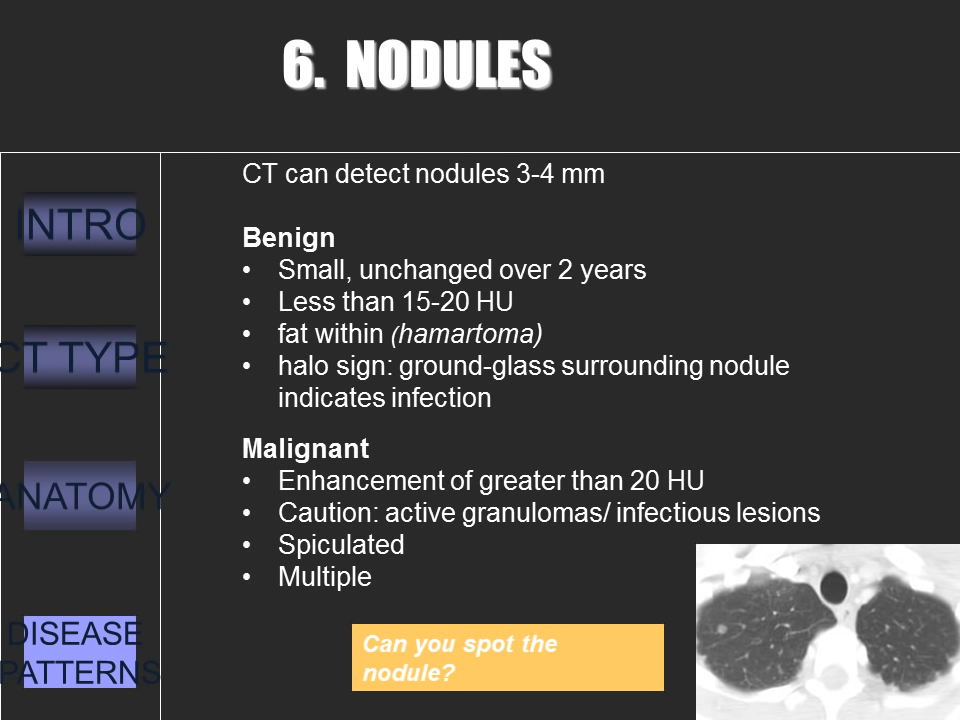 6. NODULES
INTRO
CT TYPE
ANATOMY
DISEASE
PATTERNS
CT can detect nodules 3-4 mm
Benign
• Small, unchanged over 2 years
• Less than 15-20 HU
• fat within (hamartoma)
• halo sign: ground-glass surrounding nodule
indicates infection
Malignant
• Enhancement of greater than 20 HU
• Caution: active granulomas/ infectious lesions
• Spiculated
• Multiple
Can you spot the
nodule?